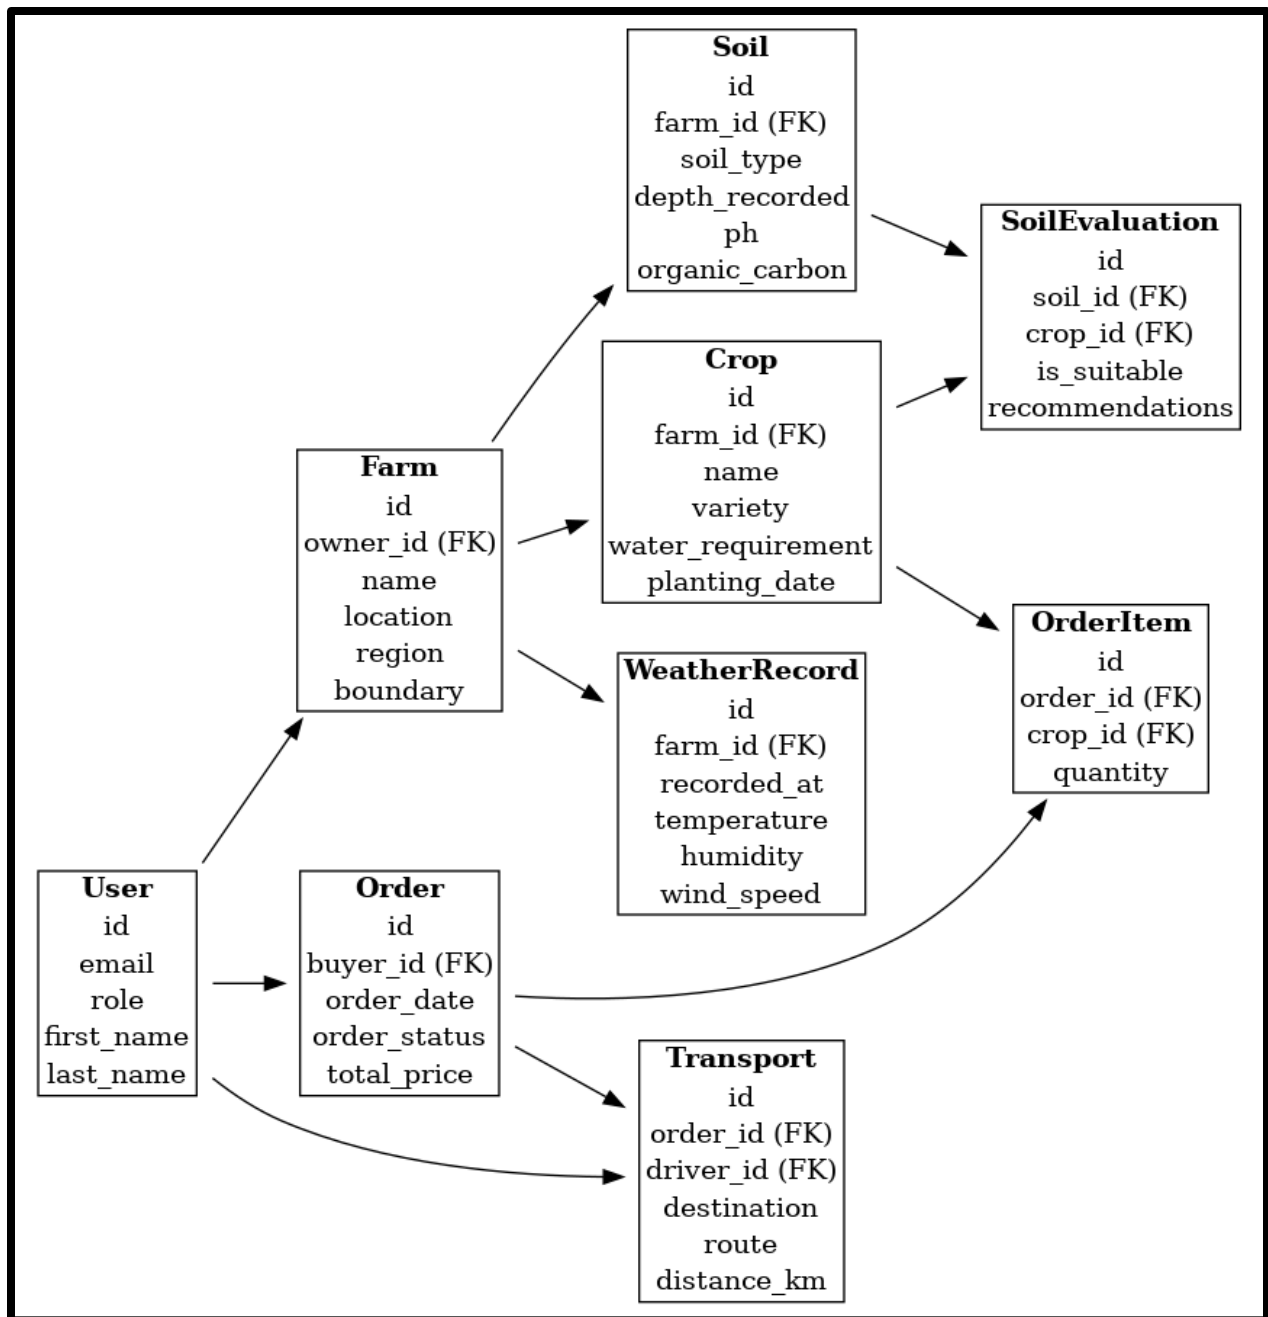 Soil
id
farm_id (FK)
soil_type
depth_recorded
ph
organic_carbon
SoilEvaluation
id
soil_id (FK)
crop_id (FK)
is_suitable
recommendations
Crop
id
farm_id (FK)
name
variety
water_requirement
planting_date
Farm
id
owner_id (FK)
name
location
region
boundary
OrderItem
id
order_id (FK)
crop_id (FK)
quantity
WeatherRecord
id
farm_id (FK)
recorded_at
temperature
humidity
wind_speed
User
id
email
role
first_name
last_name
Order
id
buyer_id (FK)
order_date
order_status
total_price
Transport
id
order_id (FK)
driver_id (FK)
destination
route
distance_km